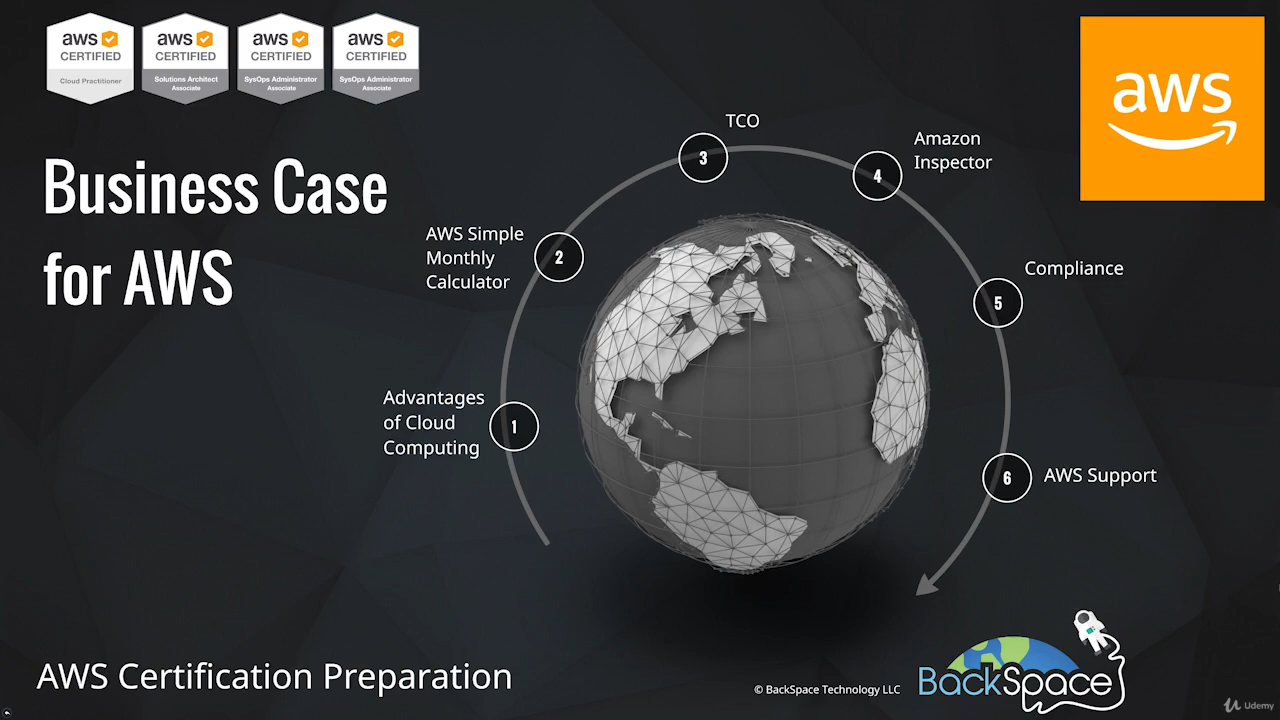 aws
CERTIFIED
Cloud Practitioner
aws
CERTIFIED
Solutions Architect
Associate
aws
CERTIFIED
SysOps Administrator
Associate
aws
CERTIFIED
SysOps Administrator
Associate
aws
Business Case
for AWS
1
Advantages
of Cloud
Computing
2
AWS Simple
Monthly
Calculator
3
TCO
4
Amazon
Inspector
5
Compliance
6
AWS Support
AWS Certification Preparation
© BackSpace Technology LLC
BackSpace
Udemy